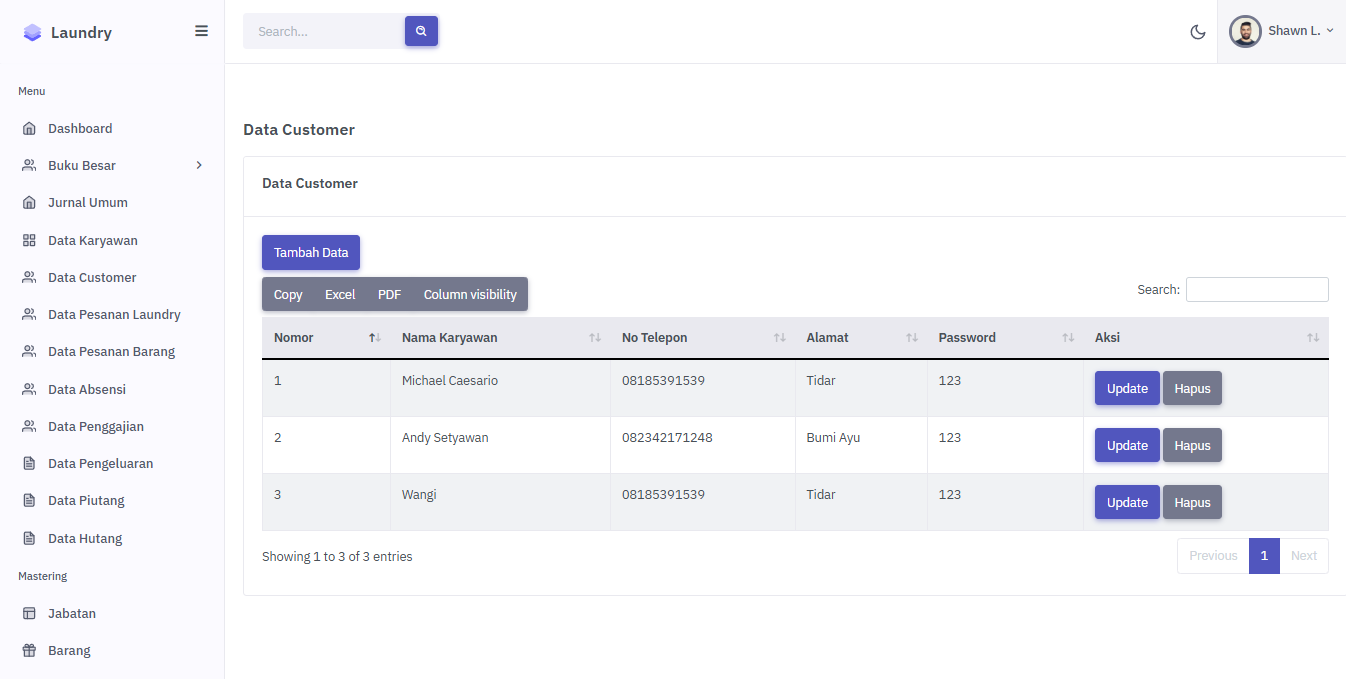 Laundry
Search...
Shawn L.
Menu
Dashboard
Buku Besar
Jurnal Umum
Data Karyawan
Data Customer
Data Pesanan Laundry
Data Pesanan Barang
Data Absensi
Data Penggajian
Data Pengeluaran
Data Piutang
Data Hutang
Mastering
Jabatan
Barang
Data Customer
Data Customer
Tambah Data
Copy Excel PDF Column visibility
Search:
Nomor Nama Karyawan No Telepon Alamat Password Aksi
1 Michael Caesario 08185391539 Tidar 123 Update Hapus
2 Andy Setyawan 082342171248 Bumi Ayu 123 Update Hapus
3 Wangi 08185391539 Tidar 123 Update Hapus
Showing 1 to 3 of 3 entries
Previous 1 Next